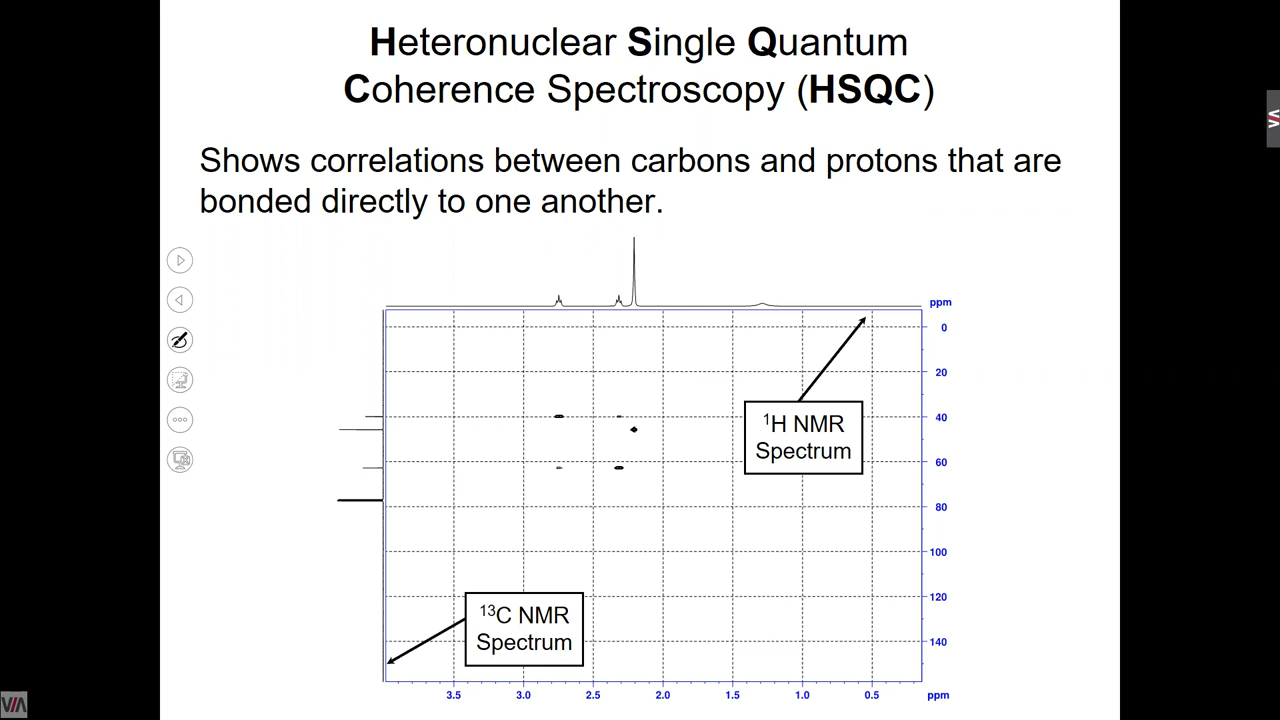 Heteronuclear Single Quantum
Coherence Spectroscopy (HSQC)
Shows correlations between carbons and protons that are
bonded directly to one another.
ppm
0
20
40
60
80
100
120
140
¹H NMR
Spectrum
¹³C NMR
Spectrum
3.5 3.0 2.5 2.0 1.5 1.0 0.5 ppm
VIA